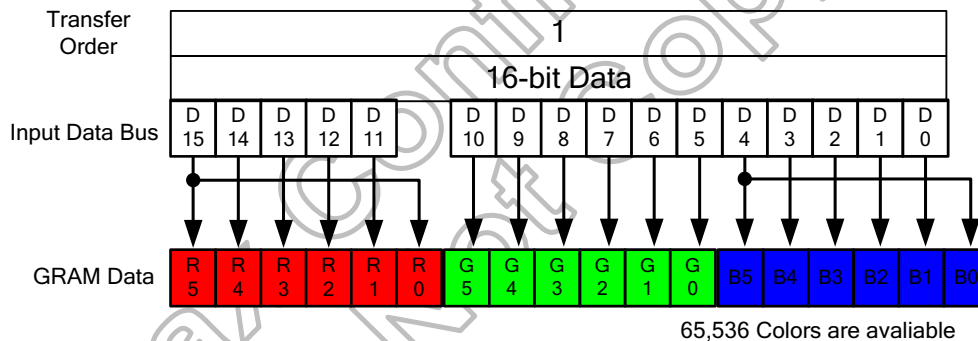 Transfer Order
1
16-bit Data
Input Data Bus
D 15 D 14 D 13 D 12 D 11 D 10 D 9 D 8 D 7 D 6 D 5 D 4 D 3 D 2 D 1 D 0
GRAM Data
R 5 R 4 R 3 R 2 R 1 R 0 G 5 G 4 G 3 G 2 G 1 G 0 B5 B4 B3 B2 B1 B0
65,536 Colors are avaliable